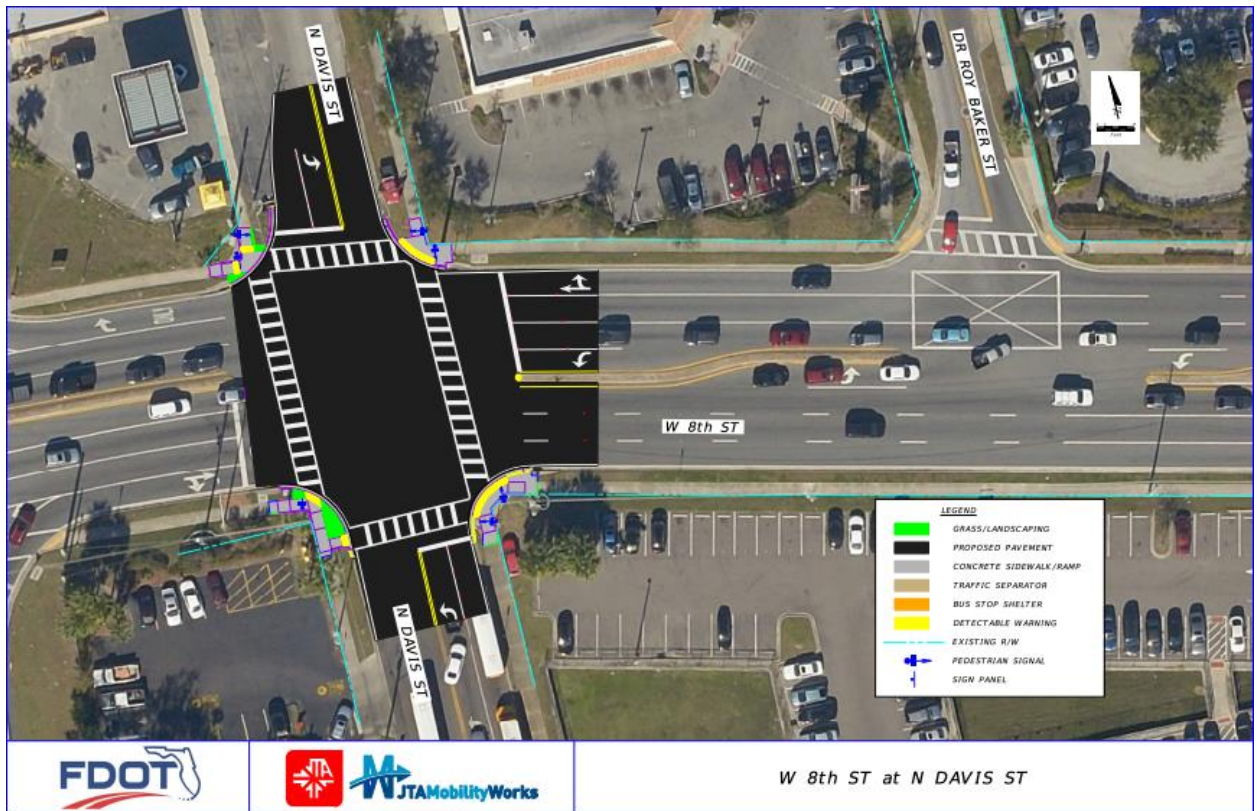 N DAVIS ST
DR ROY BAKER ST
W 8th ST
N DAVIS ST
LEGEND
GRASS/LANDSCAPING
PROPOSED PAVEMENT
CONCRETE SIDEWALK/RAMP
TRAFFIC SEPARATOR
BUS STOP SHELTER
DETECTABLE WARNING
EXISTING R/W
PEDESTRIAN SIGNAL
SIGN PANEL
FDOT
JTA
JTAMobilityWorks
W 8th ST at N DAVIS ST